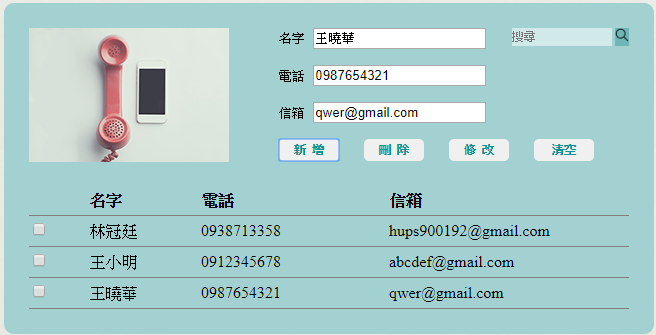 名字 王曉華
搜尋
電話 0987654321
信箱 qwer@gmail.com
新 增 刪 除 修 改 清空
名字 電話 信箱
林冠廷 0938713358 hups900192@gmail.com
王小明 0912345678 abcdef@gmail.com
王曉華 0987654321 qwer@gmail.com